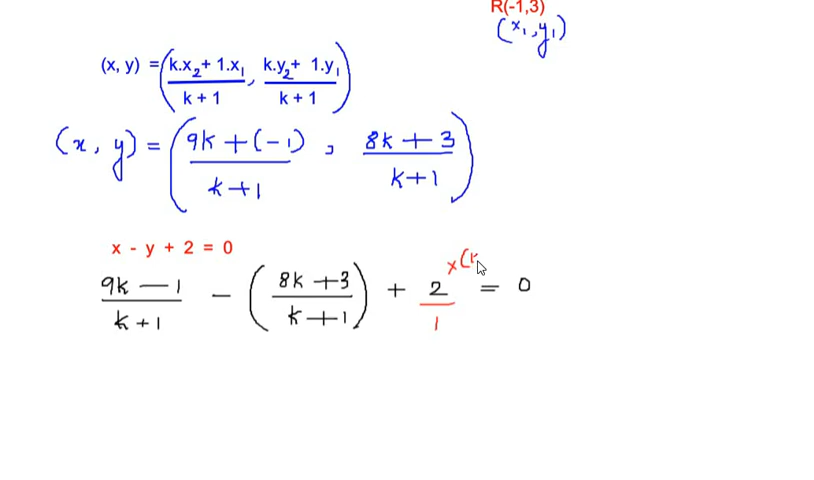 R(-1,3)
(x₁, y₁)
(x, y) = (k.x₂+ 1.x₁ / k + 1, k.y₂+ 1.y₁ / k + 1)
(x, y) = (9k + (-1) / k+1, 8k + 3 / k+1)
x - y + 2 = 0
9k - 1 / k+1 - (8k + 3 / k+1) + 2 / 1 ×( = 0